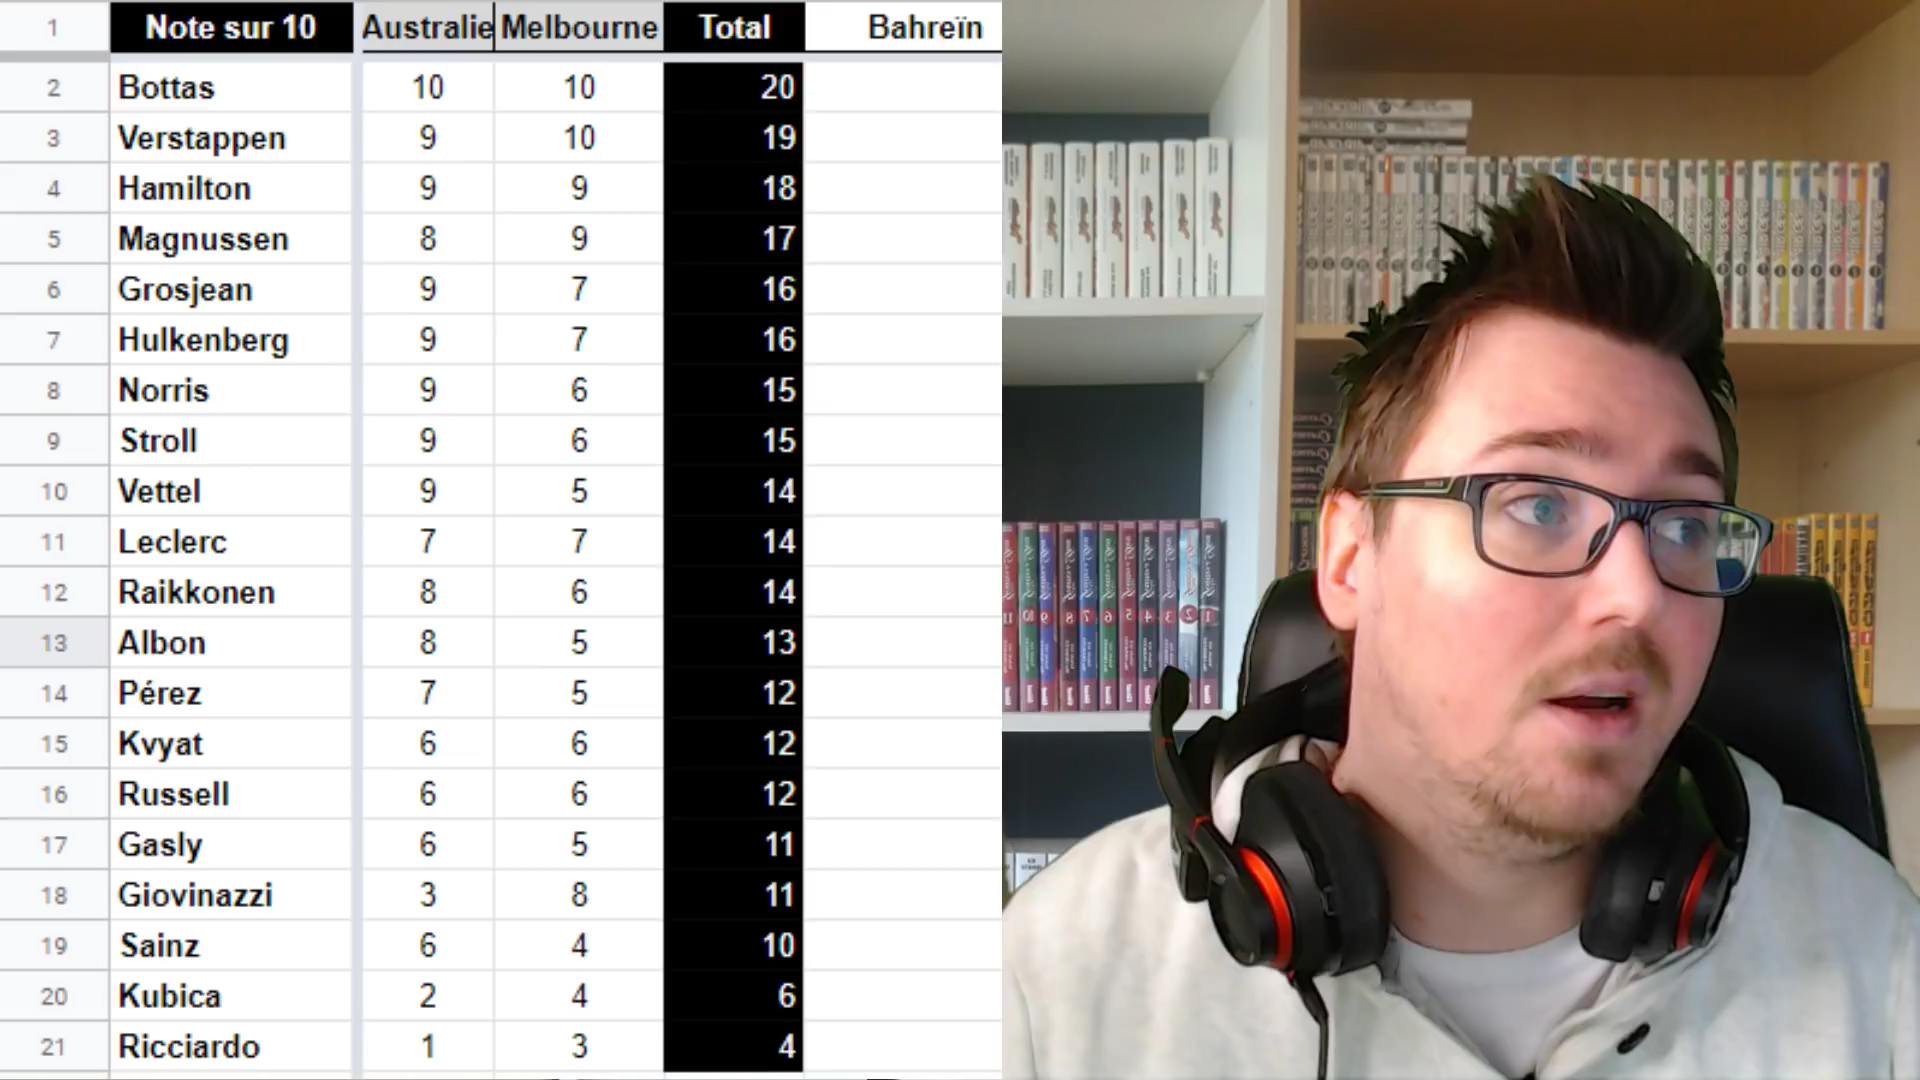 1 Note sur 10 Australie Melbourne Total Bahreïn
2 Bottas 10 10 20
3 Verstappen 9 10 19
4 Hamilton 9 9 18
5 Magnussen 8 9 17
6 Grosjean 9 7 16
7 Hulkenberg 9 7 16
8 Norris 9 6 15
9 Stroll 9 6 15
10 Vettel 9 5 14
11 Leclerc 7 7 14
12 Raikkonen 8 6 14
13 Albon 8 5 13
14 Pérez 7 5 12
15 Kvyat 6 6 12
16 Russell 6 6 12
17 Gasly 6 5 11
18 Giovinazzi 3 8 11
19 Sainz 6 4 10
20 Kubica 2 4 6
21 Ricciardo 1 3 4